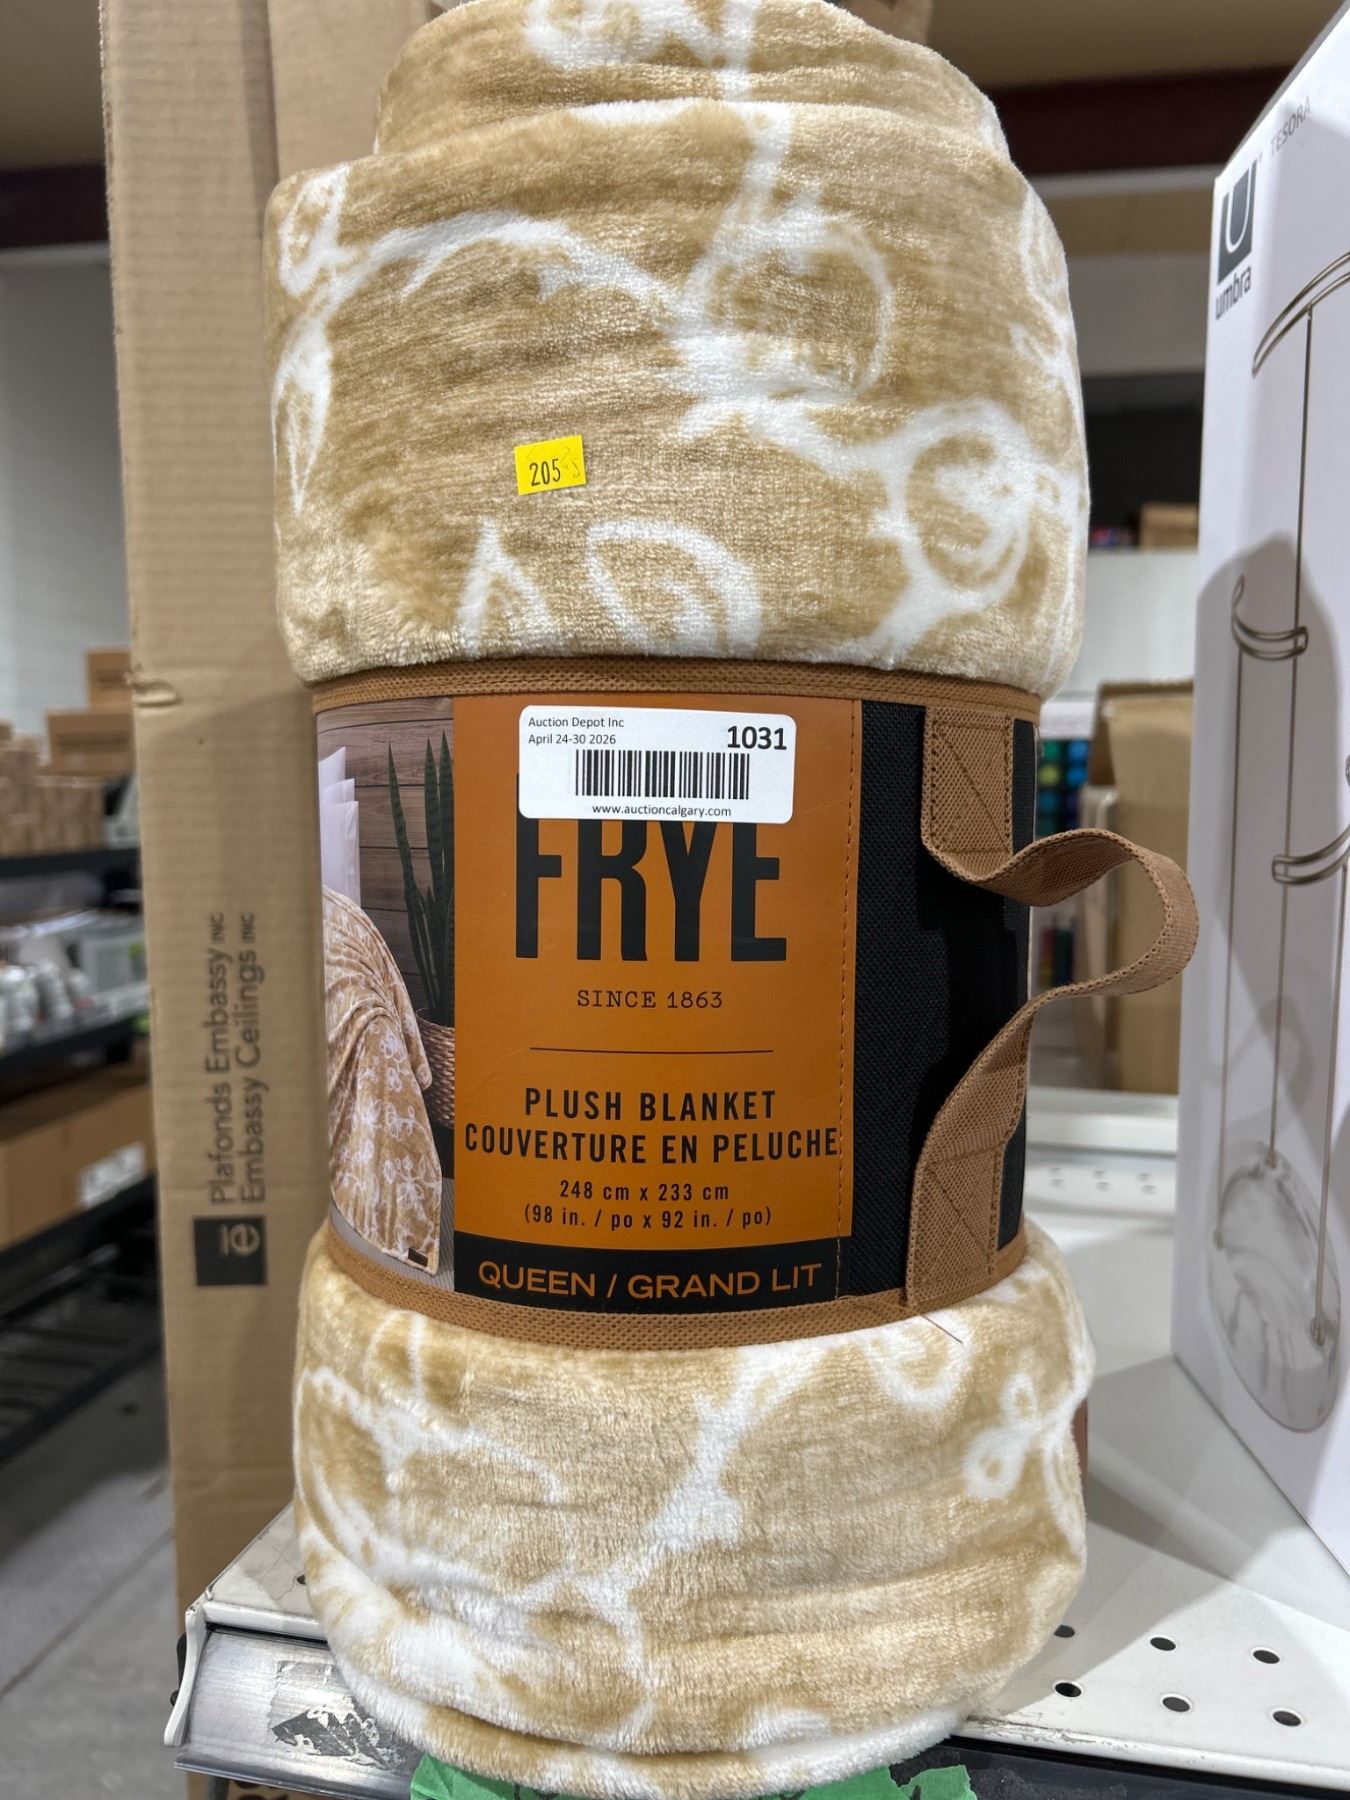 205
Auction Depot Inc
April 24-30 2026
1031
www.auctioncalgary.com
FRYE
SINCE 1863
PLUSH BLANKET
COUVERTURE EN PELUCHE
248 cm x 233 cm
(98 in. / po x 92 in. / po)
QUEEN / GRAND LIT
Plafonds Embassy INC
Embassy Ceilings INC
ē
umbra
TESORA